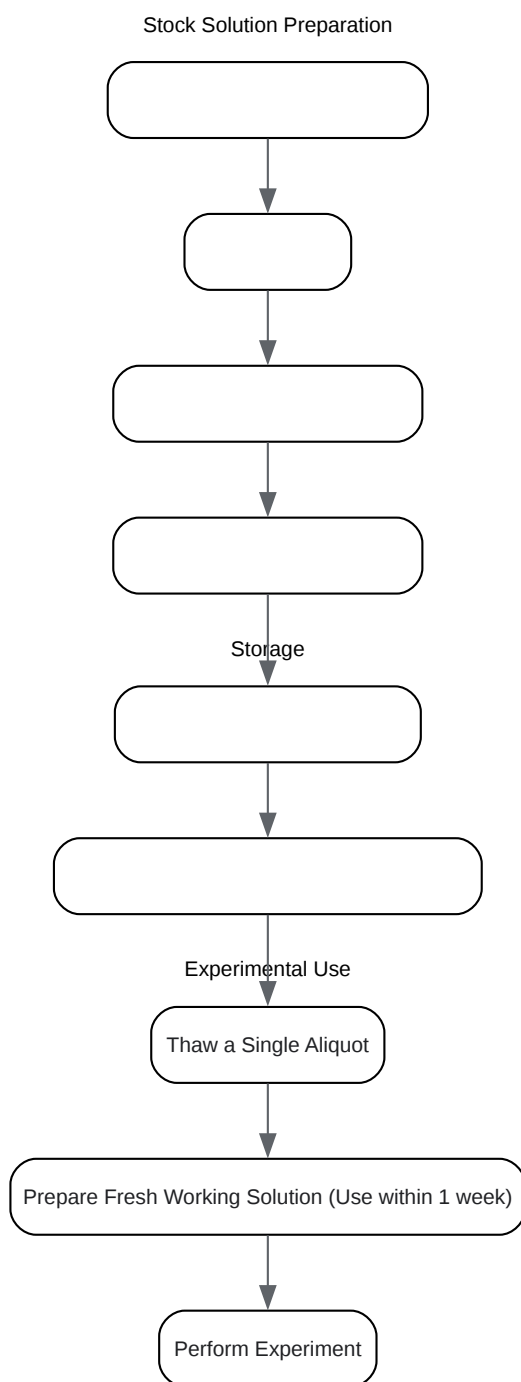 Stock Solution Preparation
Storage
Experimental Use
Thaw a Single Aliquot
Prepare Fresh Working Solution (Use within 1 week)
Perform Experiment